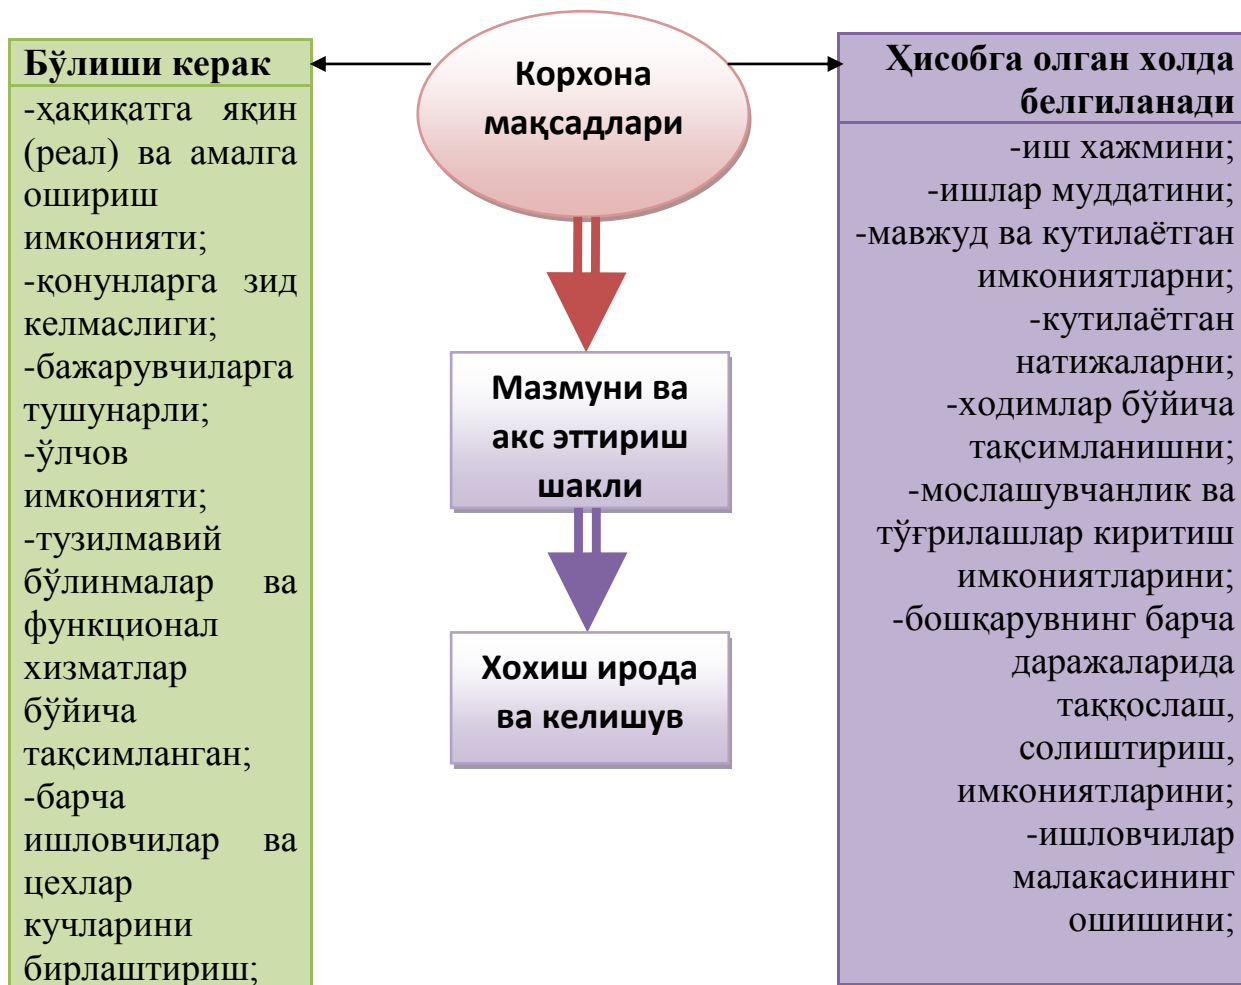 Бўлиши керак
-ҳақиқатга яқин
(реал) ва амалга
ошириш
имконияти;
-қонунларга зид
келмаслиги;
-бажарувчиларга
тушунарли;
-ўлчов
имконияти;
-тузилмавий
бўлинмалар ва
функционал
хизматлар
бўйича
тақсимланган;
-барча
ишловчилар ва
цехлар
кучларини
бирлаштириш;
Корхона
мақсадлари
Мазмуни ва
акс эттириш
шакли
Хохиш ирода
ва келишув
Ҳисобга олган холда
белгиланади
-иш хажмини;
-ишлар муддатини;
-мавжуд ва кутилаётган
имкониятларни;
-кутилаётган
натижаларни;
-ходимлар бўйича
тақсимланишни;
-мослашувчанлик ва
тўғрилашлар киритиш
имкониятларини;
-бошқарувнинг барча
даражаларида
таққослаш,
солиштириш,
имкониятларини;
-ишловчилар
малакасининг
ошишини;